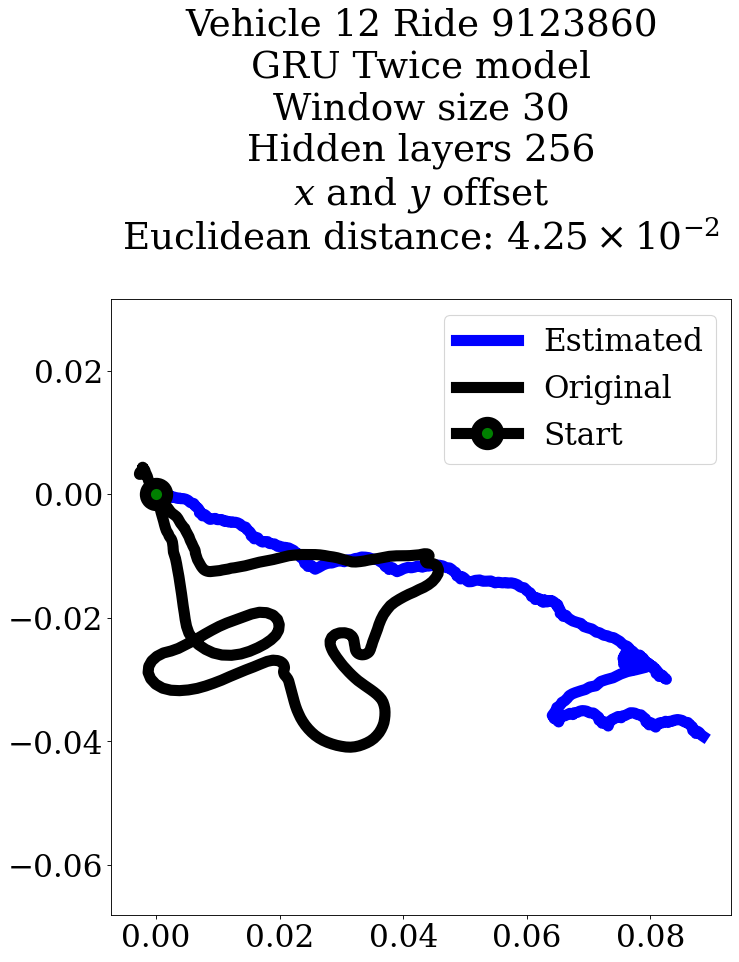 Vehicle 12 Ride 9123860
GRU Twice model
Window size 30
Hidden layers 256
x and y offset
Euclidean distance: 4.25 × 10⁻²
Estimated
Original
Start
0.02
0.00
−0.02
−0.04
−0.06
0.00 0.02 0.04 0.06 0.08